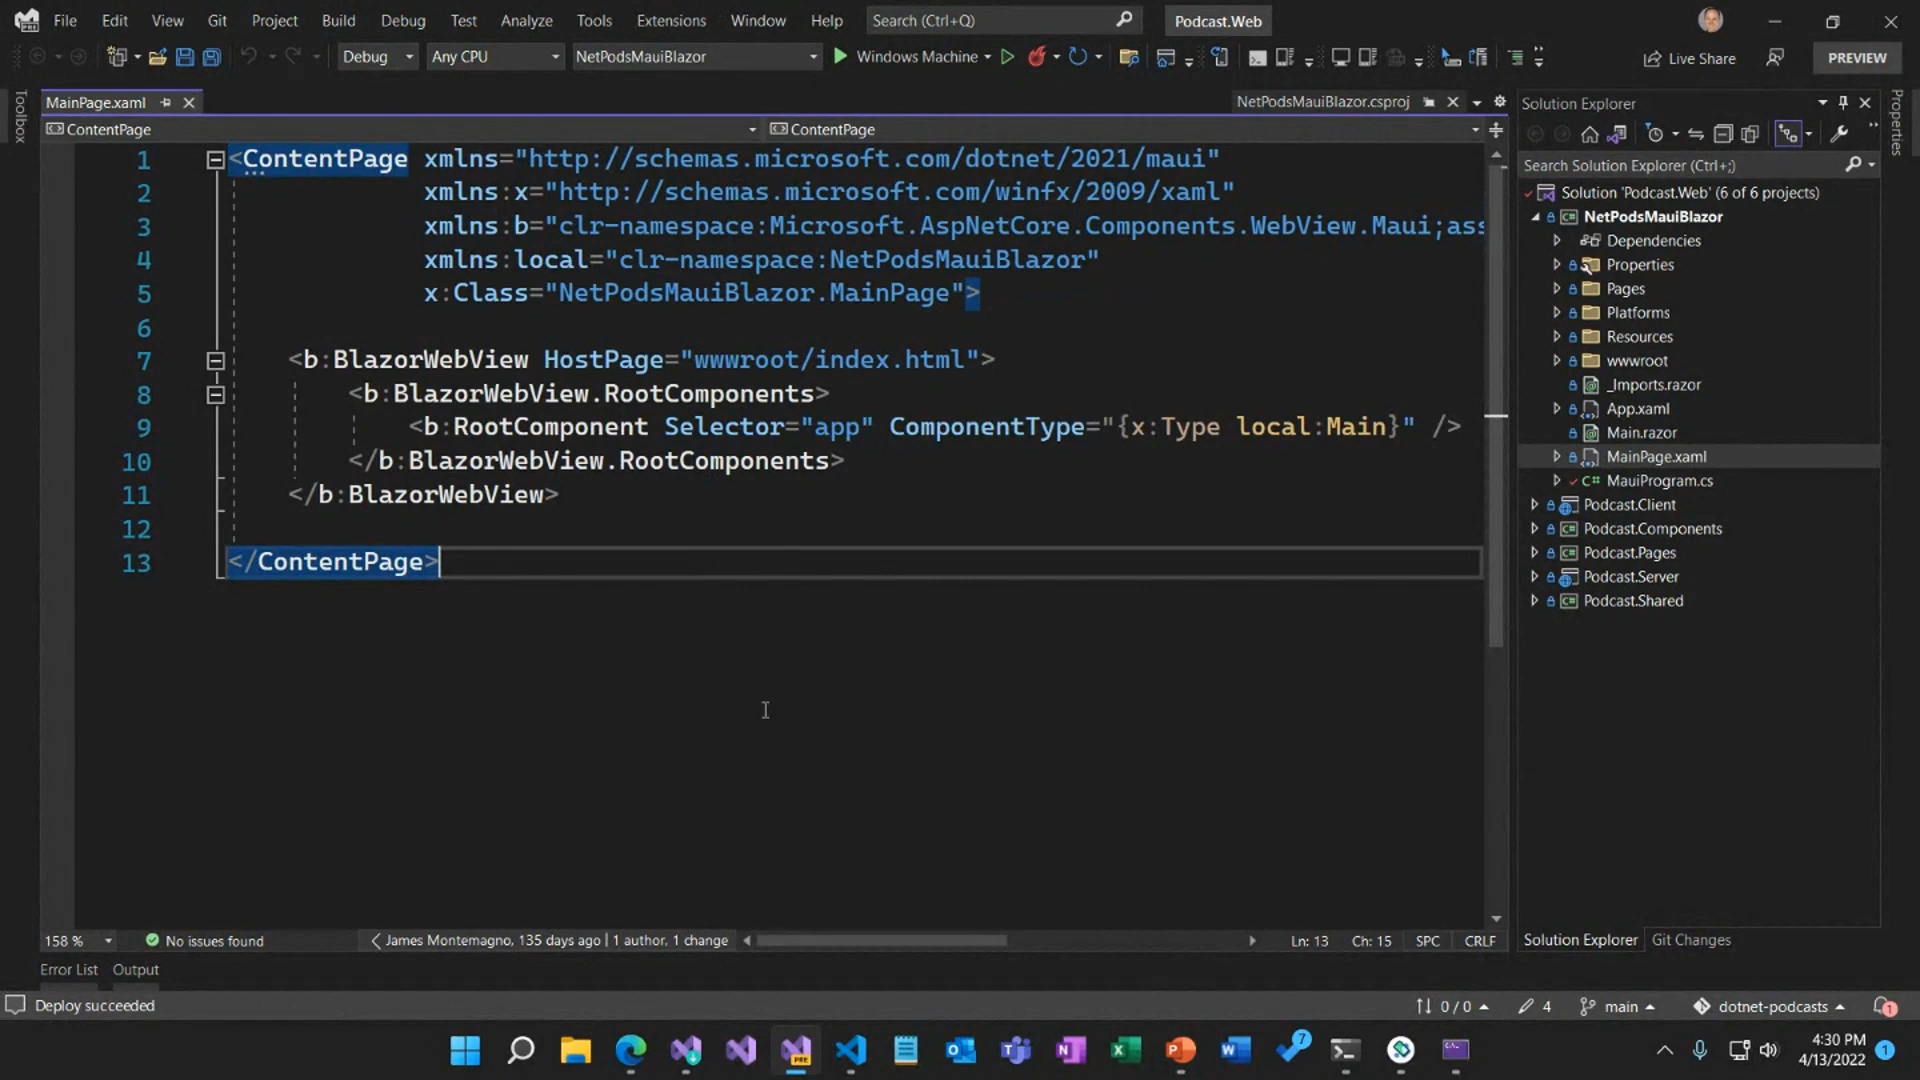 File Edit View Git Project Build Debug Test Analyze Tools Extensions Window Help Search (Ctrl+Q) Podcast.Web
Debug Any CPU NetPodsMauiBlazor Windows Machine Live Share PREVIEW
Toolbox
MainPage.xaml NetPodsMauiBlazor.csproj
ContentPage ContentPage
1 <ContentPage xmlns="http://schemas.microsoft.com/dotnet/2021/maui"
2 xmlns:x="http://schemas.microsoft.com/winfx/2009/xaml"
3 xmlns:b="clr-namespace:Microsoft.AspNetCore.Components.WebView.Maui;ass
4 xmlns:local="clr-namespace:NetPodsMauiBlazor"
5 x:Class="NetPodsMauiBlazor.MainPage">
6
7 <b:BlazorWebView HostPage="wwwroot/index.html">
8 <b:BlazorWebView.RootComponents>
9 <b:RootComponent Selector="app" ComponentType="{x:Type local:Main}" />
10 </b:BlazorWebView.RootComponents>
11 </b:BlazorWebView>
12
13 </ContentPage>
158 % No issues found James Montemagno, 135 days ago | 1 author, 1 change Ln: 13 Ch: 15 SPC CRLF
Solution Explorer
Search Solution Explorer (Ctrl+;)
Solution 'Podcast.Web' (6 of 6 projects)
NetPodsMauiBlazor
Dependencies
Properties
Pages
Platforms
Resources
wwwroot
_Imports.razor
App.xaml
Main.razor
MainPage.xaml
C# MauiProgram.cs
Podcast.Client
Podcast.Components
Podcast.Pages
Podcast.Server
Podcast.Shared
Solution Explorer Git Changes
Properties
Error List Output
Deploy succeeded 0 / 0 4 main dotnet-podcasts 1
PRE 7
4:30 PM
4/13/2022 1